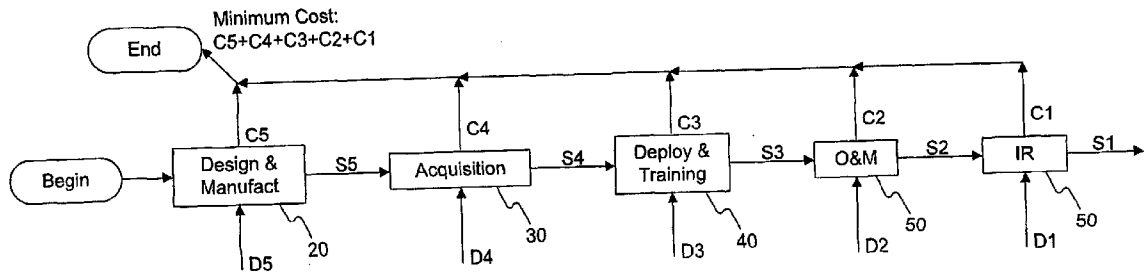 Minimum Cost:
C5+C4+C3+C2+C1
End
C5
C4
C3
C2
C1
Begin
Design &
Manufact
S5
Acquisition
S4
Deploy &
Training
S3
O&M
S2
IR
S1
20
30
40
50
50
D5
D4
D3
D2
D1